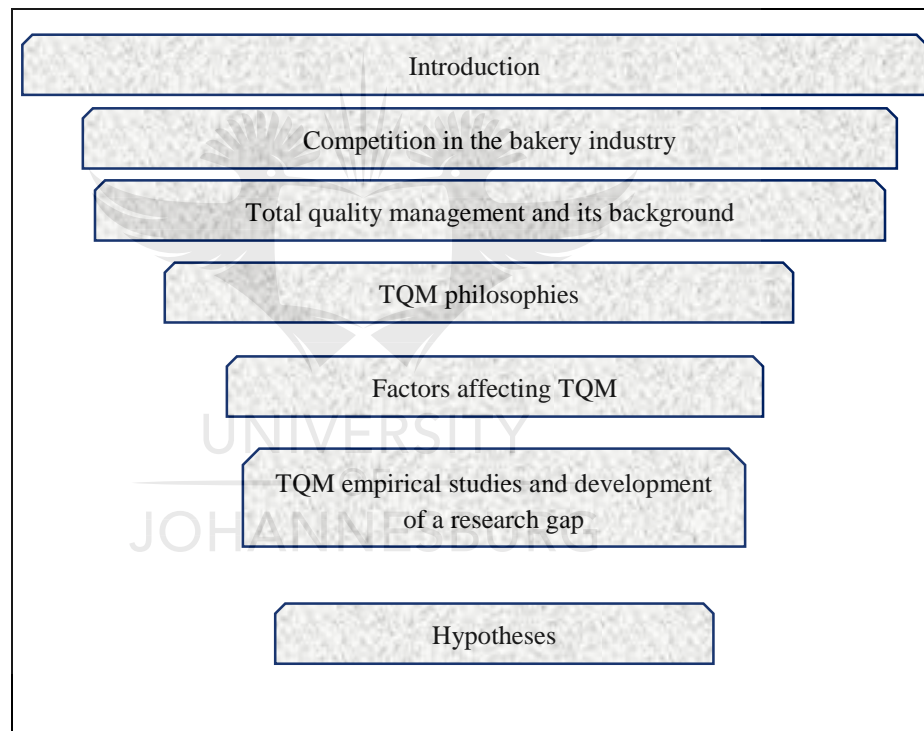 Introduction
Competition in the bakery industry
Total quality management and its background
TQM philosophies
Factors affecting TQM
UNIVERSITY
OF
TQM empirical studies and development
of a research gap
JOHANNESBURG
Hypotheses